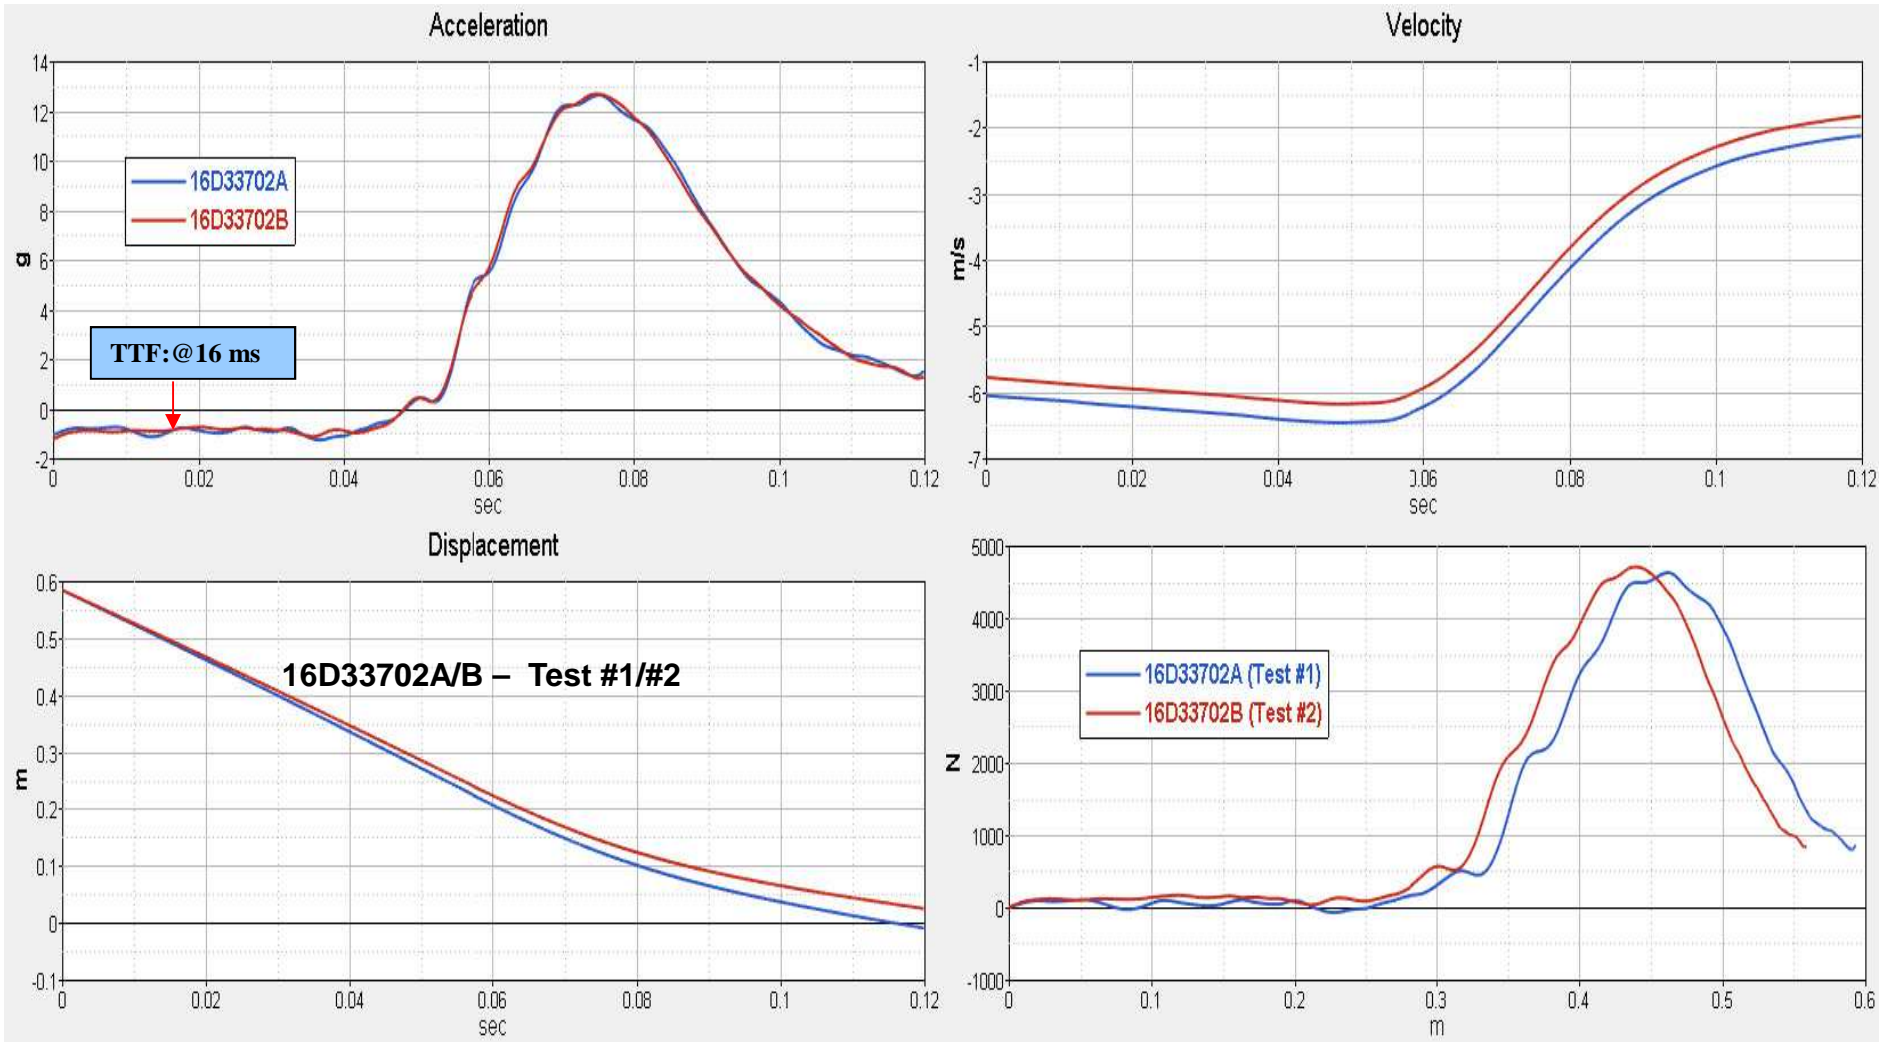 Acceleration
14
12
10
8
6
4
2
0
-2
g
16D33702A
16D33702B
TTF:@16 ms
0 0.02 0.04 0.06 0.08 0.1 0.12
sec
Velocity
-1
-2
-3
-4
-5
-6
-7
m/s
0 0.02 0.04 0.06 0.08 0.1 0.12
sec
Displacement
0.6
0.5
0.4
0.3
0.2
0.1
0
-0.1
m
16D33702A/B – Test #1/#2
0 0.02 0.04 0.06 0.08 0.1 0.12
sec
5000
4000
3000
2000
1000
0
-1000
N
16D33702A (Test #1)
16D33702B (Test #2)
0 0.1 0.2 0.3 0.4 0.5 0.6
m